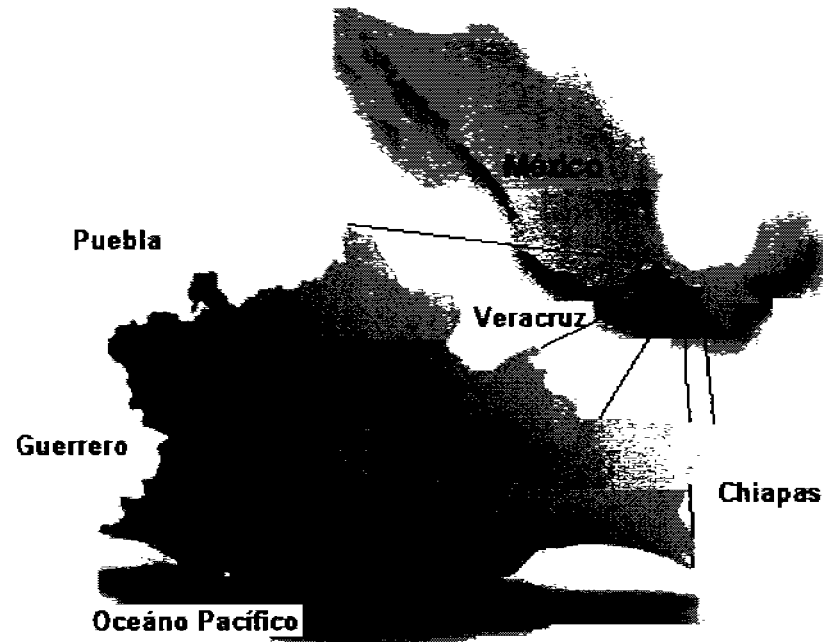 México
Puebla
Veracruz
Guerrero
Chiapas
Oceáno Pacífico